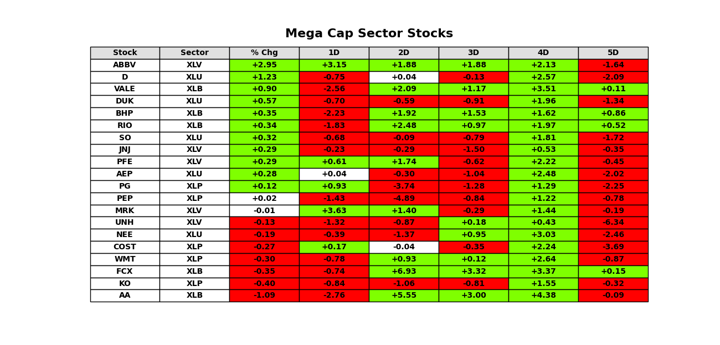 Mega Cap Sector Stocks
Stock Sector % Chg 1D 2D 3D 4D 5D
ABBV XLV +2.95 +3.15 +1.88 +1.88 +2.13 -1.64
D XLU +1.23 -0.75 +0.04 -0.13 +2.57 -2.09
VALE XLB +0.90 -2.56 +2.09 +1.17 +3.51 +0.11
DUK XLU +0.57 -0.70 -0.59 -0.91 +1.96 -1.34
BHP XLB +0.35 -2.23 +1.92 +1.53 +1.62 +0.86
RIO XLB +0.34 -1.83 +2.48 +0.97 +1.97 +0.52
SO XLU +0.32 -0.68 -0.09 -0.79 +1.81 -1.72
JNJ XLV +0.29 -0.23 -0.29 -1.50 +0.53 -0.35
PFE XLV +0.29 +0.61 +1.74 -0.62 +2.22 -0.45
AEP XLU +0.28 +0.04 -0.30 -1.04 +2.48 -2.02
PG XLP +0.12 +0.93 -3.74 -1.28 +1.29 -2.25
PEP XLP +0.02 -1.43 -4.89 -0.84 +1.22 -0.78
MRK XLV -0.01 +3.63 +1.40 -0.29 +1.44 -0.19
UNH XLV -0.13 -1.32 -0.87 +0.18 +0.43 -6.34
NEE XLU -0.19 -0.39 -1.37 +0.95 +3.03 -2.46
COST XLP -0.27 +0.17 -0.04 -0.35 +2.24 -3.69
WMT XLP -0.30 -0.78 +0.93 +0.12 +2.64 -0.87
FCX XLB -0.35 -0.74 +6.93 +3.32 +3.37 +0.15
KO XLP -0.40 -0.84 -1.06 -0.81 +1.55 -0.32
AA XLB -1.09 -2.76 +5.55 +3.00 +4.38 -0.09